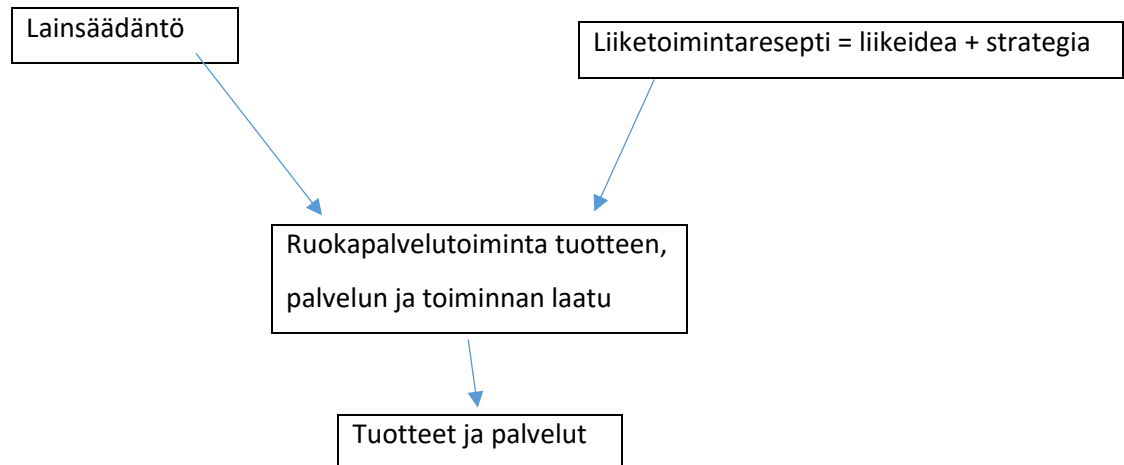 Lainsäädäntö
Liiketoimintaresepti = liikeidea + strategia
Ruokapalvelutoiminta tuotteen,
palvelun ja toiminnan laatu
Tuotteet ja palvelut